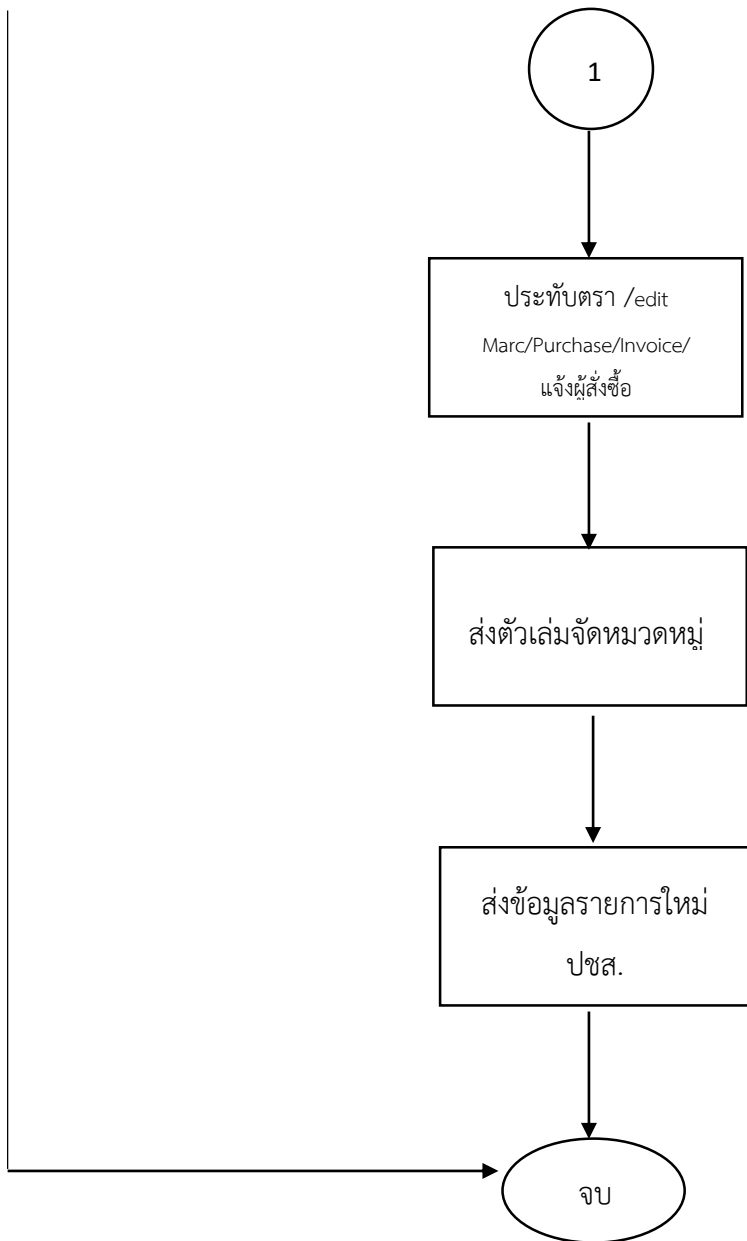 1
ประทับตรา /edit
Marc/Purchase/Invoice/
แจ้งผู้สั่งซื้อ
ส่งตัวเล่มจัดหมวดหมู่
ส่งข้อมูลรายการใหม่
ปชส.
จบ